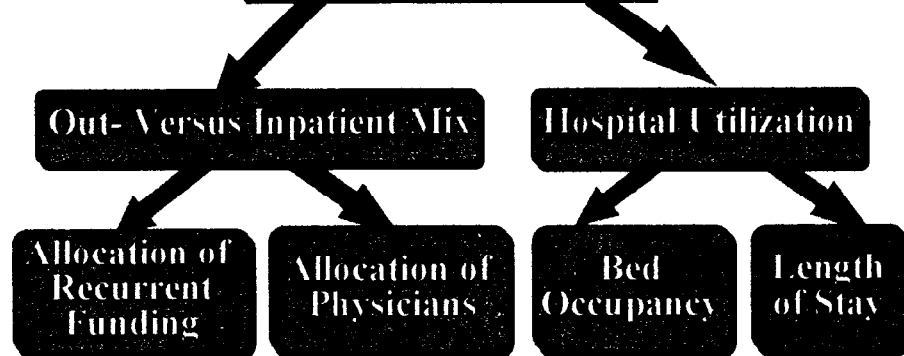 Out- Versus Inpatient Mix
Hospital Utilization
Allocation of
Recurrent
Funding
Allocation of
Physicians
Bed
Occupancy
Length
of Stay